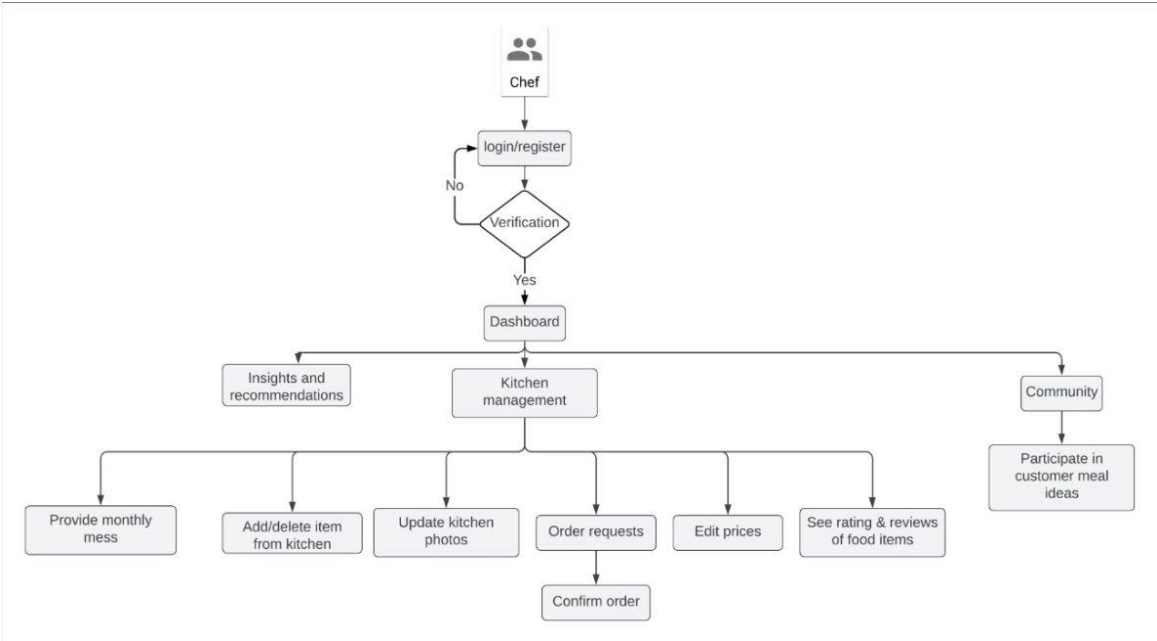 Chef
login/register
No
Verification
Yes
Dashboard
Insights and
recommendations
Kitchen
management
Community
Participate in
customer meal
ideas
Provide monthly
mess
Add/delete item
from kitchen
Update kitchen
photos
Order requests
Edit prices
See rating & reviews
of food items
Confirm order